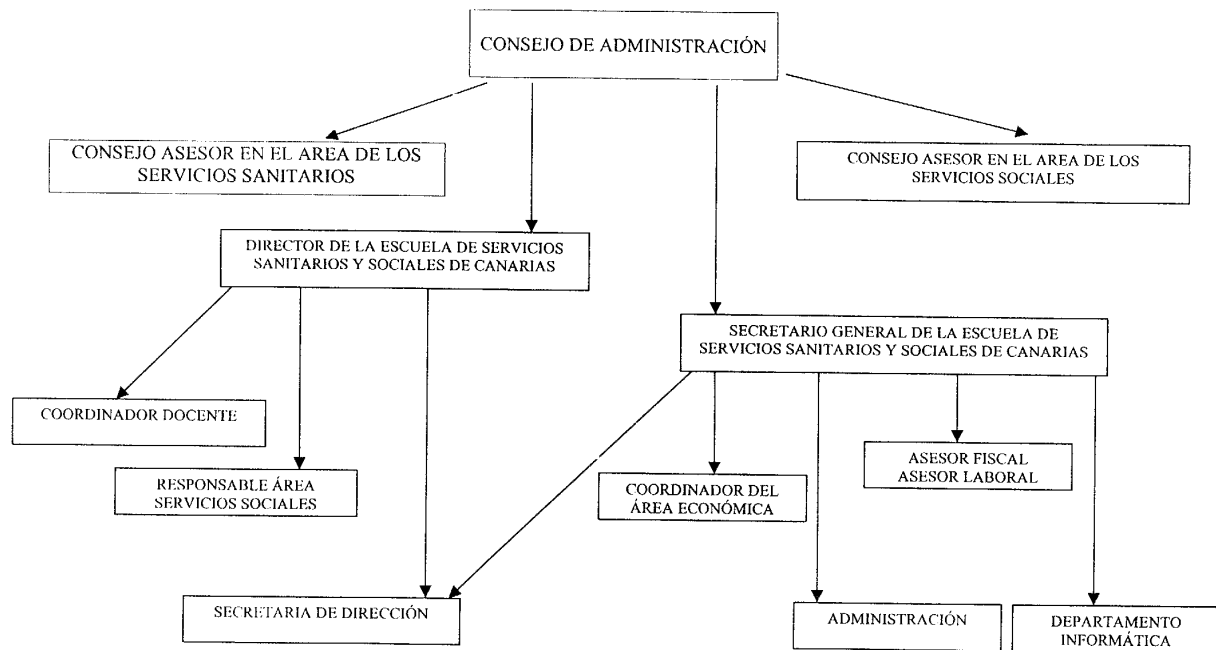 CONSEJO DE ADMINISTRACIÓN
CONSEJO ASESOR EN EL AREA DE LOS
SERVICIOS SANITARIOS
CONSEJO ASESOR EN EL AREA DE LOS
SERVICIOS SOCIALES
DIRECTOR DE LA ESCUELA DE SERVICIOS
SANITARIOS Y SOCIALES DE CANARIAS
SECRETARIO GENERAL DE LA ESCUELA DE
SERVICIOS SANITARIOS Y SOCIALES DE CANARIAS
COORDINADOR DOCENTE
RESPONSABLE ÁREA
SERVICIOS SOCIALES
COORDINADOR DEL
ÁREA ECONÓMICA
ASESOR FISCAL
ASESOR LABORAL
SECRETARIA DE DIRECCIÓN
ADMINISTRACIÓN
DEPARTAMENTO
INFORMÁTICA